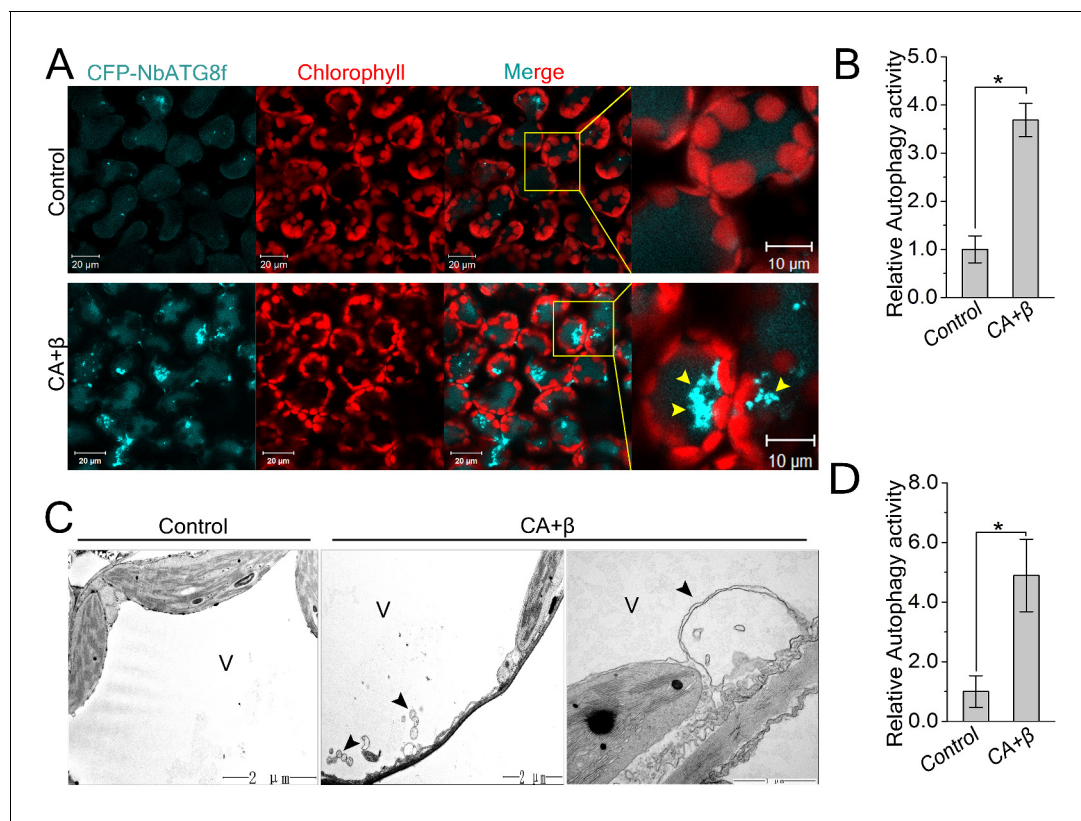 A
CFP-NbATG8f Chlorophyll Merge
Control
20 μm 20 μm 20 μm 10 μm
CA+β
20 μm 20 μm 20 μm 10 μm
B
Relative Autophagy activity
5.0
4.0
3.0
2.0
1.0
0.0
*
Control CA+β
C
Control CA+β
V V V
2 μm 2 μm μm
D
Relative Autophagy activity
8.0
6.0
4.0
2.0
0.0
*
Control CA+β